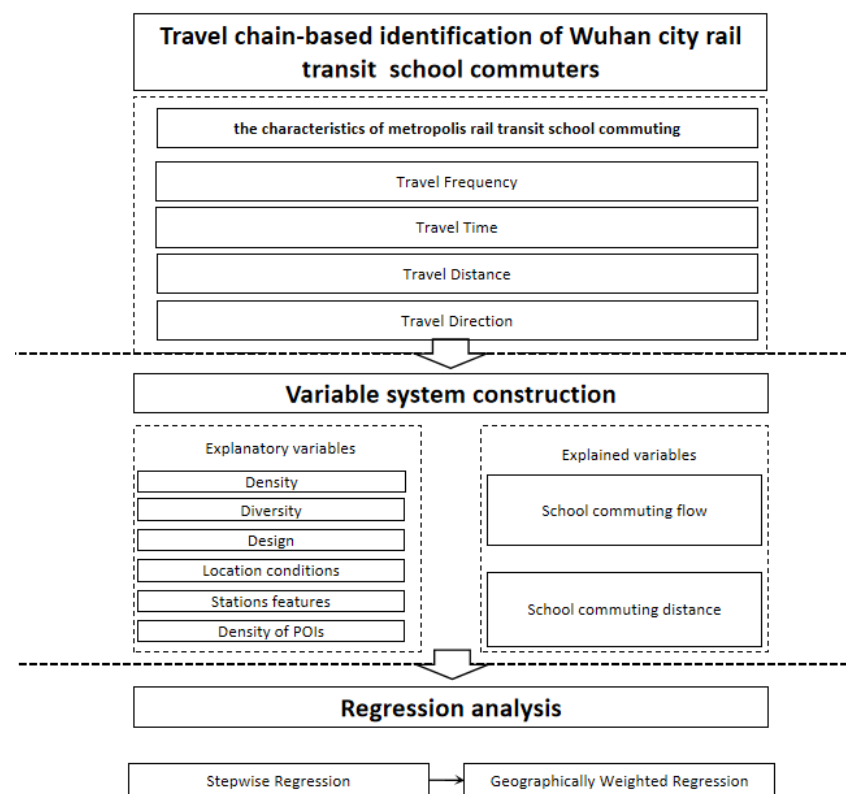 Travel chain-based identification of Wuhan city rail
transit school commuters
the characteristics of metropolis rail transit school commuting
Travel Frequency
Travel Time
Travel Distance
Travel Direction
Variable system construction
Explanatory variables
Density
Diversity
Design
Location conditions
Stations features
Density of POIs
Explained variables
School commuting flow
School commuting distance
Regression analysis
Stepwise Regression
Geographically Weighted Regression